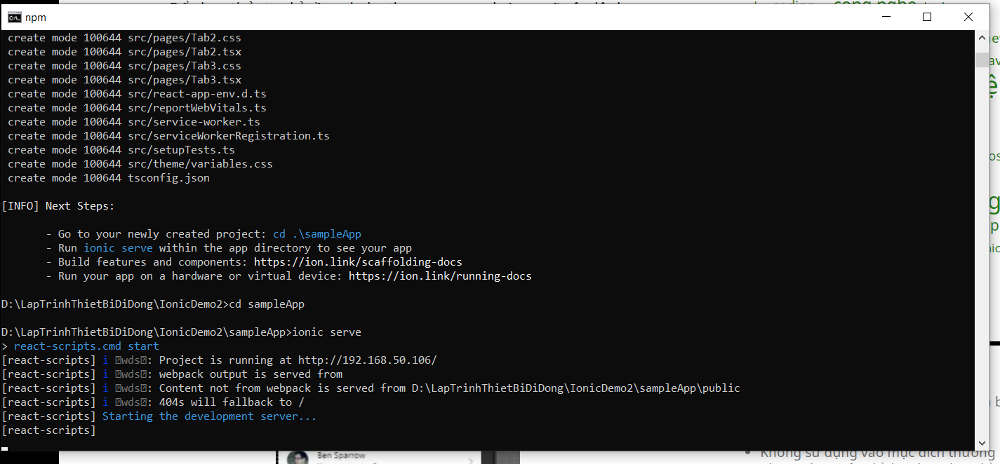 npm
create mode 100644 src/pages/Tab2.css
create mode 100644 src/pages/Tab2.tsx
create mode 100644 src/pages/Tab3.css
create mode 100644 src/pages/Tab3.tsx
create mode 100644 src/react-app-env.d.ts
create mode 100644 src/reportWebVitals.ts
create mode 100644 src/service-worker.ts
create mode 100644 src/serviceWorkerRegistration.ts
create mode 100644 src/setupTests.ts
create mode 100644 src/theme/variables.css
create mode 100644 tsconfig.json
[INFO] Next Steps:
- Go to your newly created project: cd .\sampleApp
- Run ionic serve within the app directory to see your app
- Build features and components: https://ion.link/scaffolding-docs
- Run your app on a hardware or virtual device: https://ion.link/running-docs
D:\LapTrinhThietBiDiDong\IonicDemo2>cd sampleApp
D:\LapTrinhThietBiDiDong\IonicDemo2\sampleApp>ionic serve
> react-scripts.cmd start
[react-scripts] i wds: Project is running at http://192.168.50.106/
[react-scripts] i wds: webpack output is served from
[react-scripts] i wds: Content not from webpack is served from D:\LapTrinhThietBiDiDong\IonicDemo2\sampleApp\public
[react-scripts] i wds: 404s will fallback to /
[react-scripts] Starting the development server...
[react-scripts]
Ben Sparrow
Không sử dụng vào mục đích thương